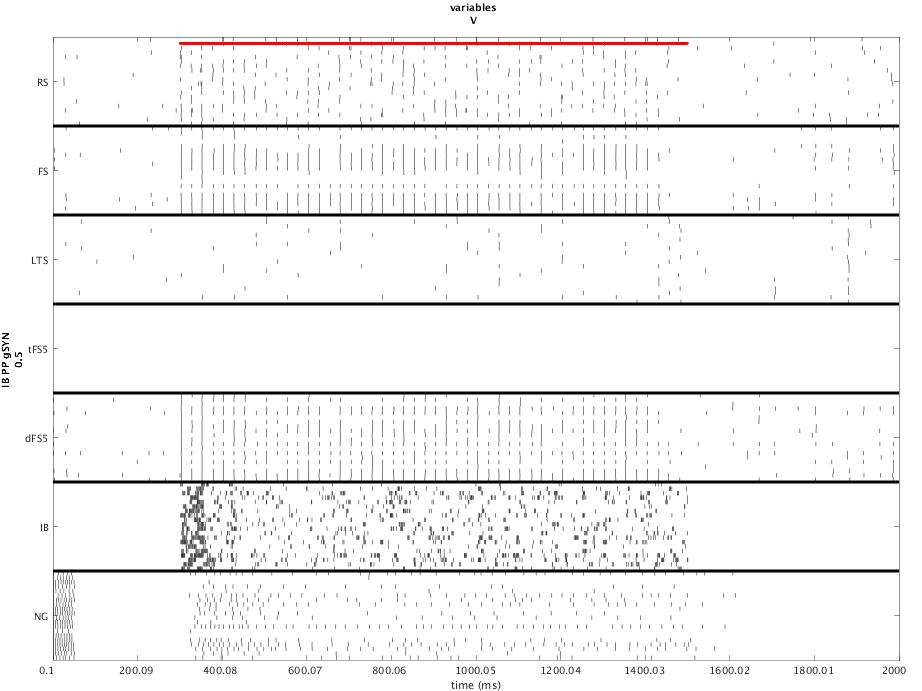 variables
V
RS
FS
LTS
tFS5
dFS5
IB
NG
IB PP gSYN
0.5
0.1 200.09 400.08 600.07 800.06 1000.05 1200.04 1400.03 1600.02 1800.01 2000
time (ms)